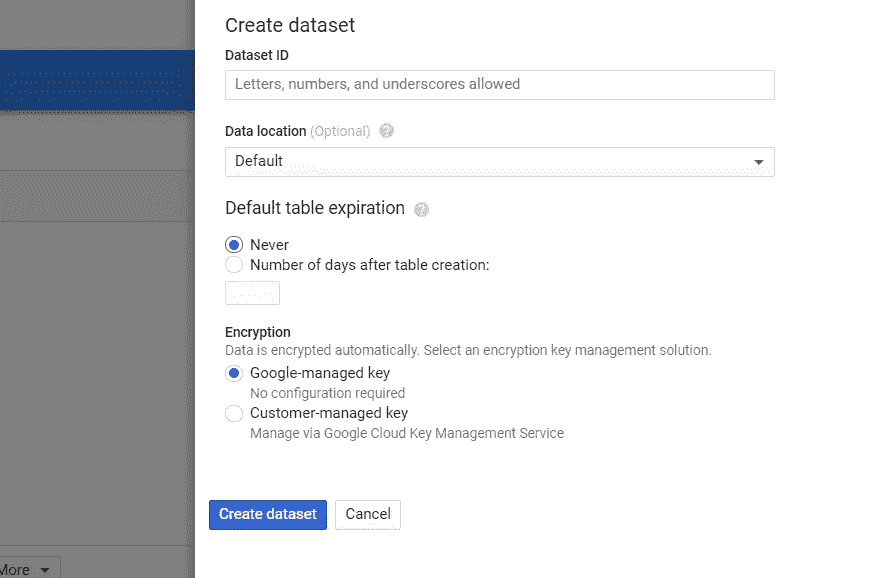 Create dataset
Dataset ID
Letters, numbers, and underscores allowed
Data location (Optional) ?
Default
Default table expiration ?
Never
Number of days after table creation:
Encryption
Data is encrypted automatically. Select an encryption key management solution.
Google-managed key
No configuration required
Customer-managed key
Manage via Google Cloud Key Management Service
Create dataset Cancel
More